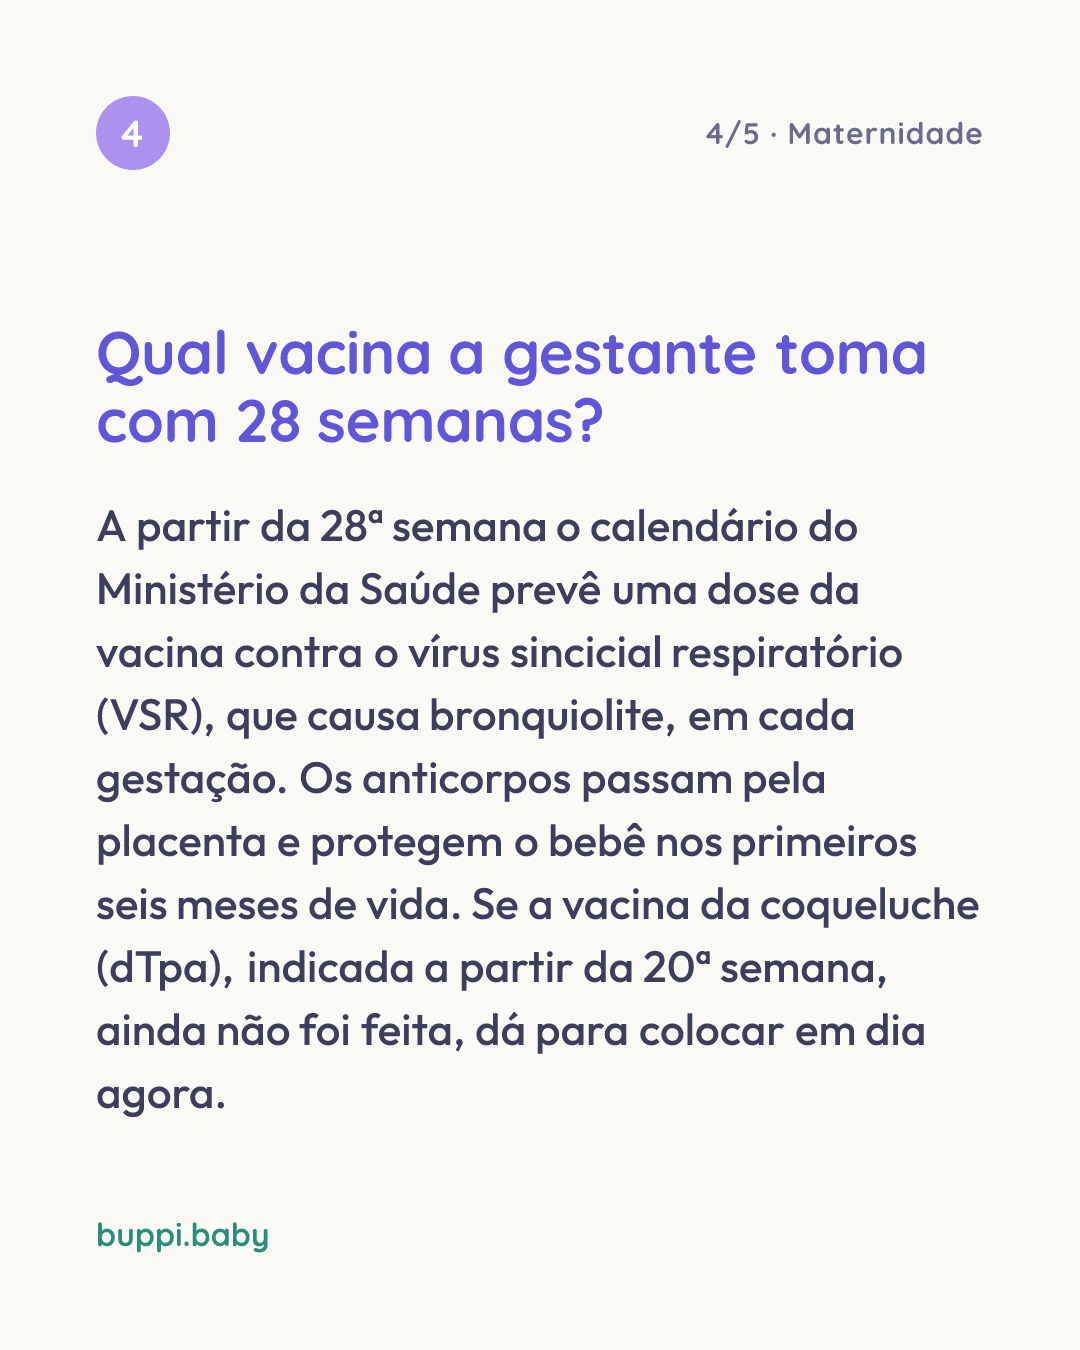 4
4/5 · Maternidade
Qual vacina a gestante toma
com 28 semanas?
A partir da 28ª semana o calendário do
Ministério da Saúde prevê uma dose da
vacina contra o vírus sincicial respiratório
(VSR), que causa bronquiolite, em cada
gestação. Os anticorpos passam pela
placenta e protegem o bebê nos primeiros
seis meses de vida. Se a vacina da coqueluche
(dTpa), indicada a partir da 20ª semana,
ainda não foi feita, dá para colocar em dia
agora.
buppi.baby